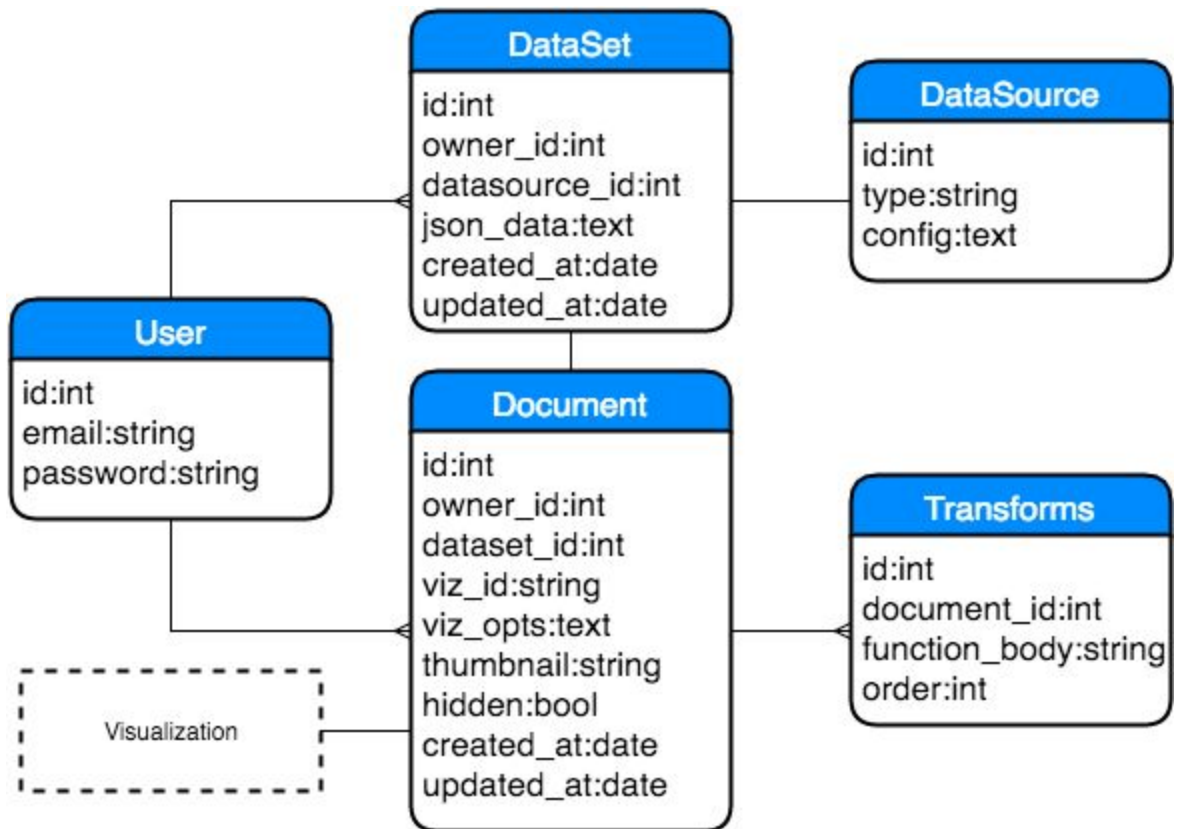 DataSet
id:int
owner_id:int
datasource_id:int
json_data:text
created_at:date
updated_at:date
DataSource
id:int
type:string
config:text
User
id:int
email:string
password:string
Document
id:int
owner_id:int
dataset_id:int
viz_id:string
viz_opts:text
thumbnail:string
hidden:bool
created_at:date
updated_at:date
Transforms
id:int
document_id:int
function_body:string
order:int
Visualization